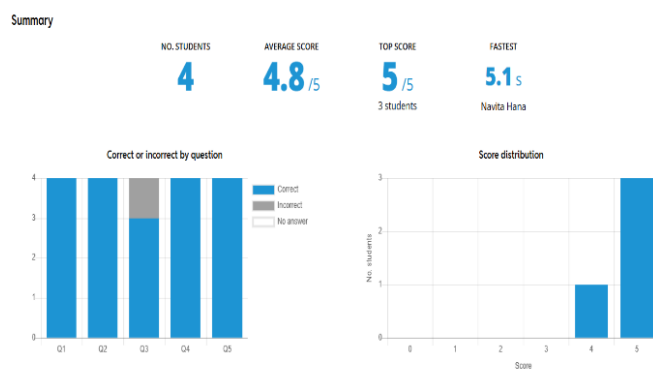 Summary
NO. STUDENTS
4
AVERAGE SCORE
4.8 /5
TOP SCORE
5 /5
3 students
FASTEST
5.1 s
Navita Hana
Correct or incorrect by question
4
3
2
1
0
Q1 Q2 Q3 Q4 Q5
Correct
Incorrect
No answer
Score distribution
No. students
3
2
1
0
0 1 2 3 4 5
Score